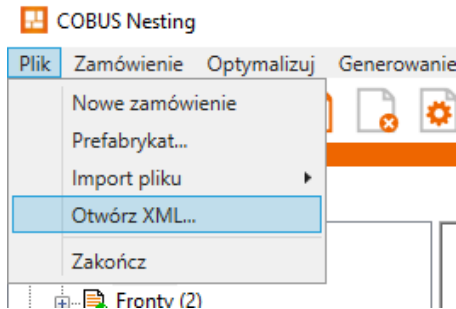 COBUS Nesting
Plik Zamówienie Optymalizuj Generowanie
Nowe zamówienie
Prefabrykat...
Import pliku
Otwórz XML...
Zakończ
Fronty (2)